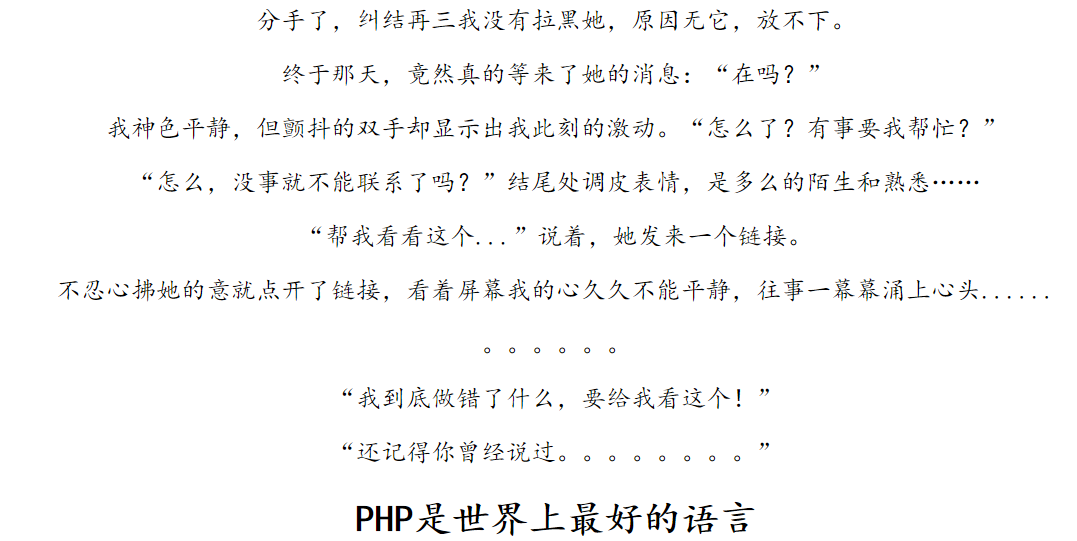 分手了，纠结再三我没有拉黑她，原因无它，放不下。
终于那天，竟然真的等来了她的消息：“在吗？”
我神色平静，但颤抖的双手却显示出我此刻的激动。“怎么了？有事要我帮忙？”
“怎么，没事就不能联系了吗？”结尾处调皮表情，是多么的陌生和熟悉……
“帮我看看这个...”说着，她发来一个链接。
不忍心拂她的意就点开了链接，看着屏幕我的心久久不能平静，往事一幕幕涌上心头......
。。。。。。
“我到底做错了什么，要给我看这个！”
“还记得你曾经说过。。。。。。。。”
PHP是世界上最好的语言